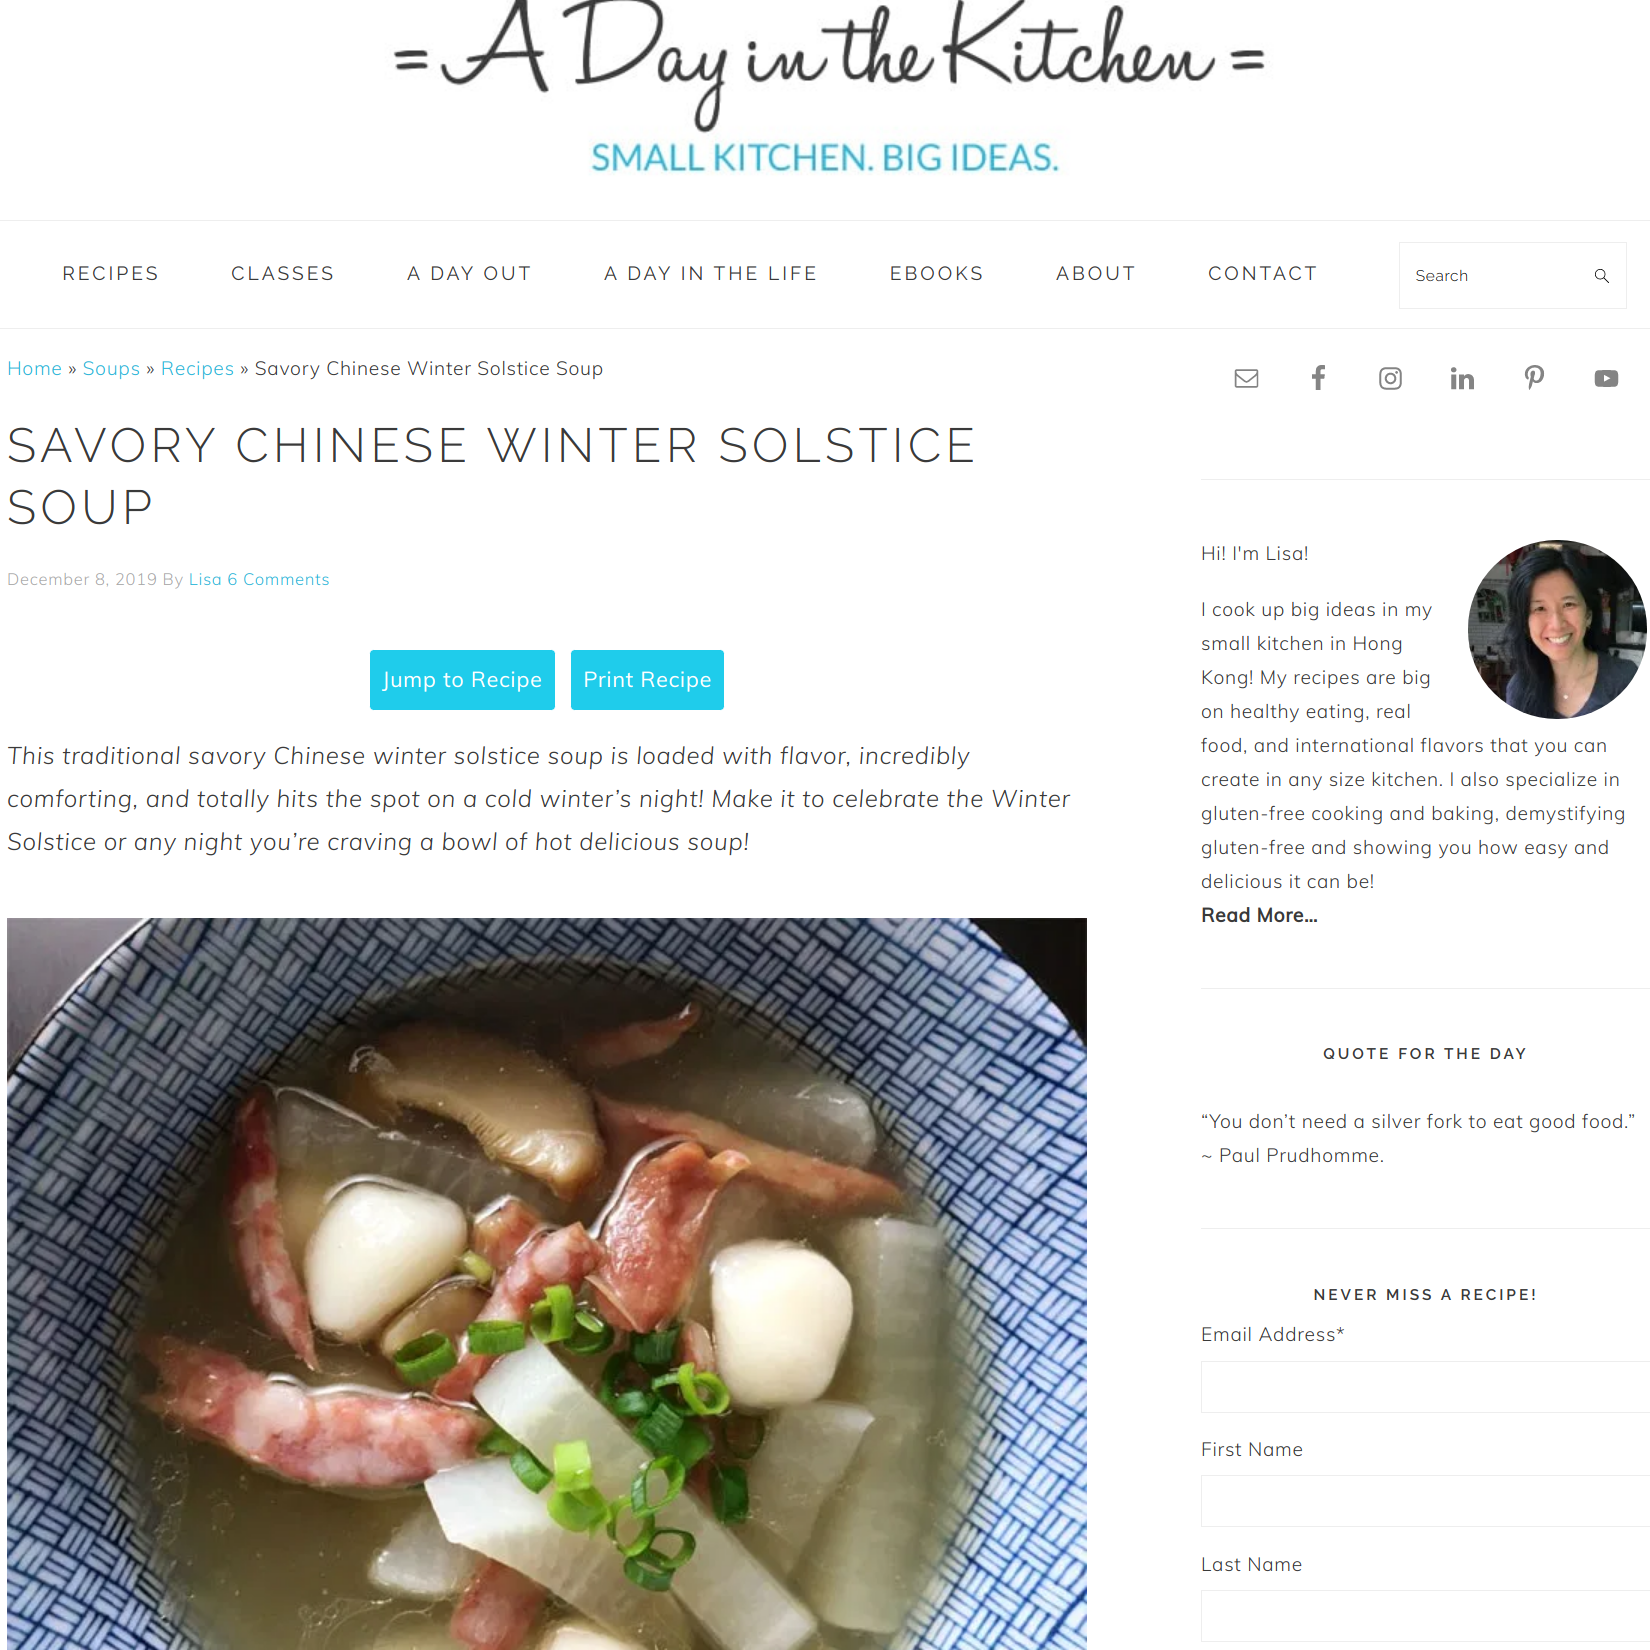 = A Day in the Kitchen =
SMALL KITCHEN. BIG IDEAS.
RECIPES CLASSES A DAY OUT A DAY IN THE LIFE EBOOKS ABOUT CONTACT Search
Home » Soups » Recipes » Savory Chinese Winter Solstice Soup
SAVORY CHINESE WINTER SOLSTICE
SOUP
December 8, 2019 By Lisa 6 Comments
Jump to Recipe Print Recipe
This traditional savory Chinese winter solstice soup is loaded with flavor, incredibly
comforting, and totally hits the spot on a cold winter’s night! Make it to celebrate the Winter
Solstice or any night you’re craving a bowl of hot delicious soup!
Hi! I'm Lisa!
I cook up big ideas in my
small kitchen in Hong
Kong! My recipes are big
on healthy eating, real
food, and international flavors that you can
create in any size kitchen. I also specialize in
gluten-free cooking and baking, demystifying
gluten-free and showing you how easy and
delicious it can be!
Read More…
QUOTE FOR THE DAY
“You don’t need a silver fork to eat good food.”
~ Paul Prudhomme.
NEVER MISS A RECIPE!
Email Address*
First Name
Last Name